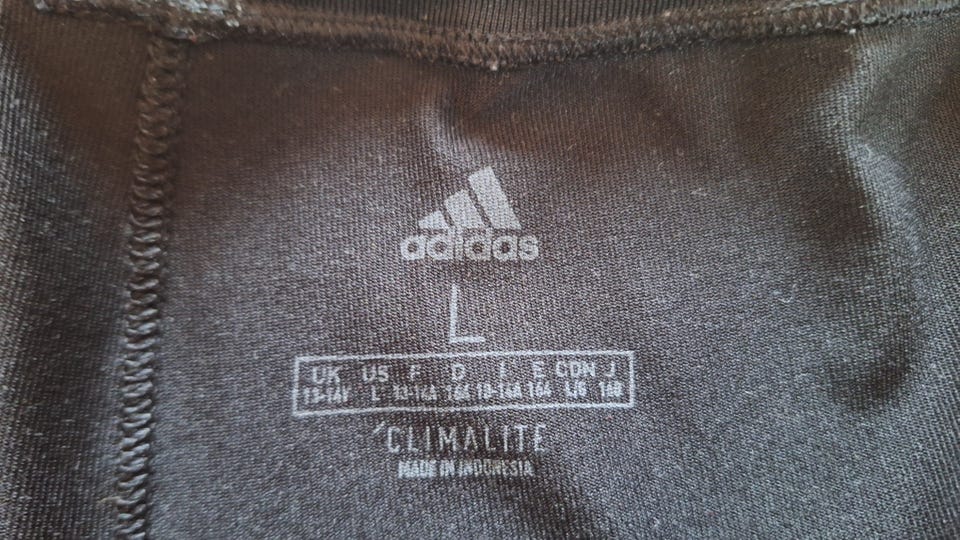 adidas
L
UK US F D I E CDN J
13-14Y L 13-14A 164 13-14A 164 L/G 160
CLIMALITE
MADE IN INDONESIA